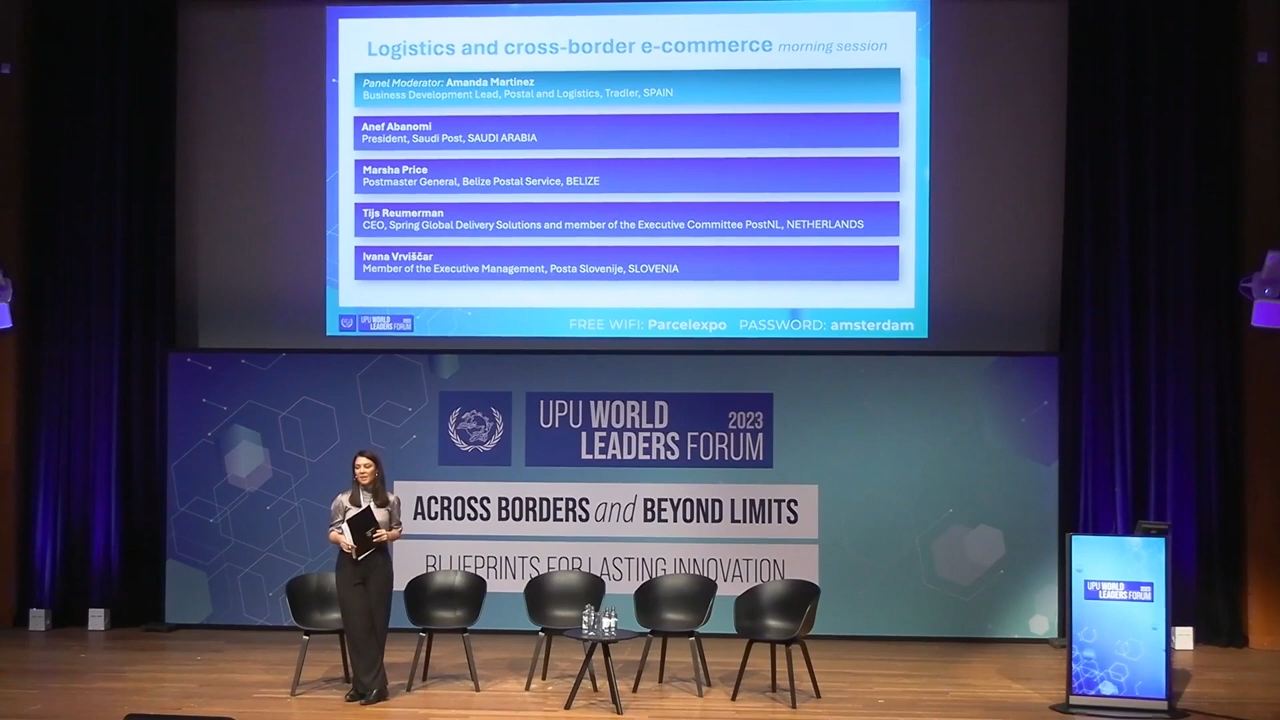 Logistics and cross-border e-commerce morning session
Panel Moderator: Amanda Martinez
Business Development Lead, Postal and Logistics, Tradler, SPAIN
Anef Abanomi
President, Saudi Post, SAUDI ARABIA
Marsha Price
Postmaster General, Belize Postal Service, BELIZE
Tijs Reumerman
CEO, Spring Global Delivery Solutions and member of the Executive Committee PostNL, NETHERLANDS
Ivana Vrviščar
Member of the Executive Management, Posta Slovenije, SLOVENIA
UPU WORLD 2023
LEADERS FORUM
FREE WIFI: Parcelexpo PASSWORD: amsterdam
UPU WORLD 2023
LEADERS FORUM
ACROSS BORDERS and BEYOND LIMITS
BLUEPRINTS FOR LASTING INNOVATION
UPU WORLD 2023
LEADERS FORUM